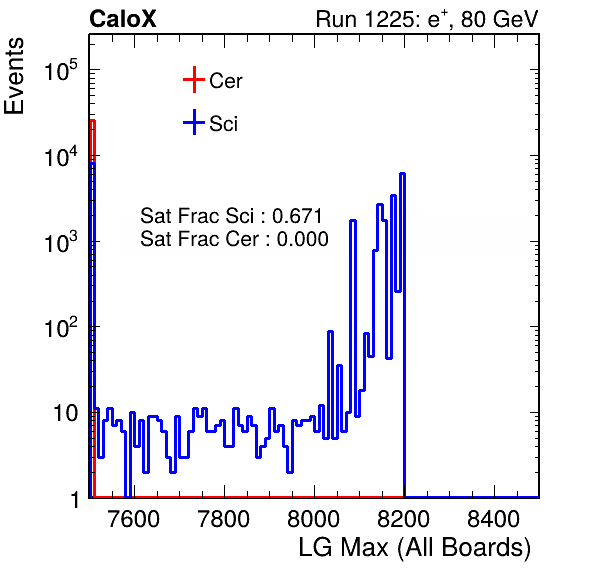 CaloX Run 1225: e⁺, 80 GeV
Events
10⁵
10⁴
10³
10²
10
1
Cer
Sci
Sat Frac Sci : 0.671
Sat Frac Cer : 0.000
7600 7800 8000 8200 8400
LG Max (All Boards)